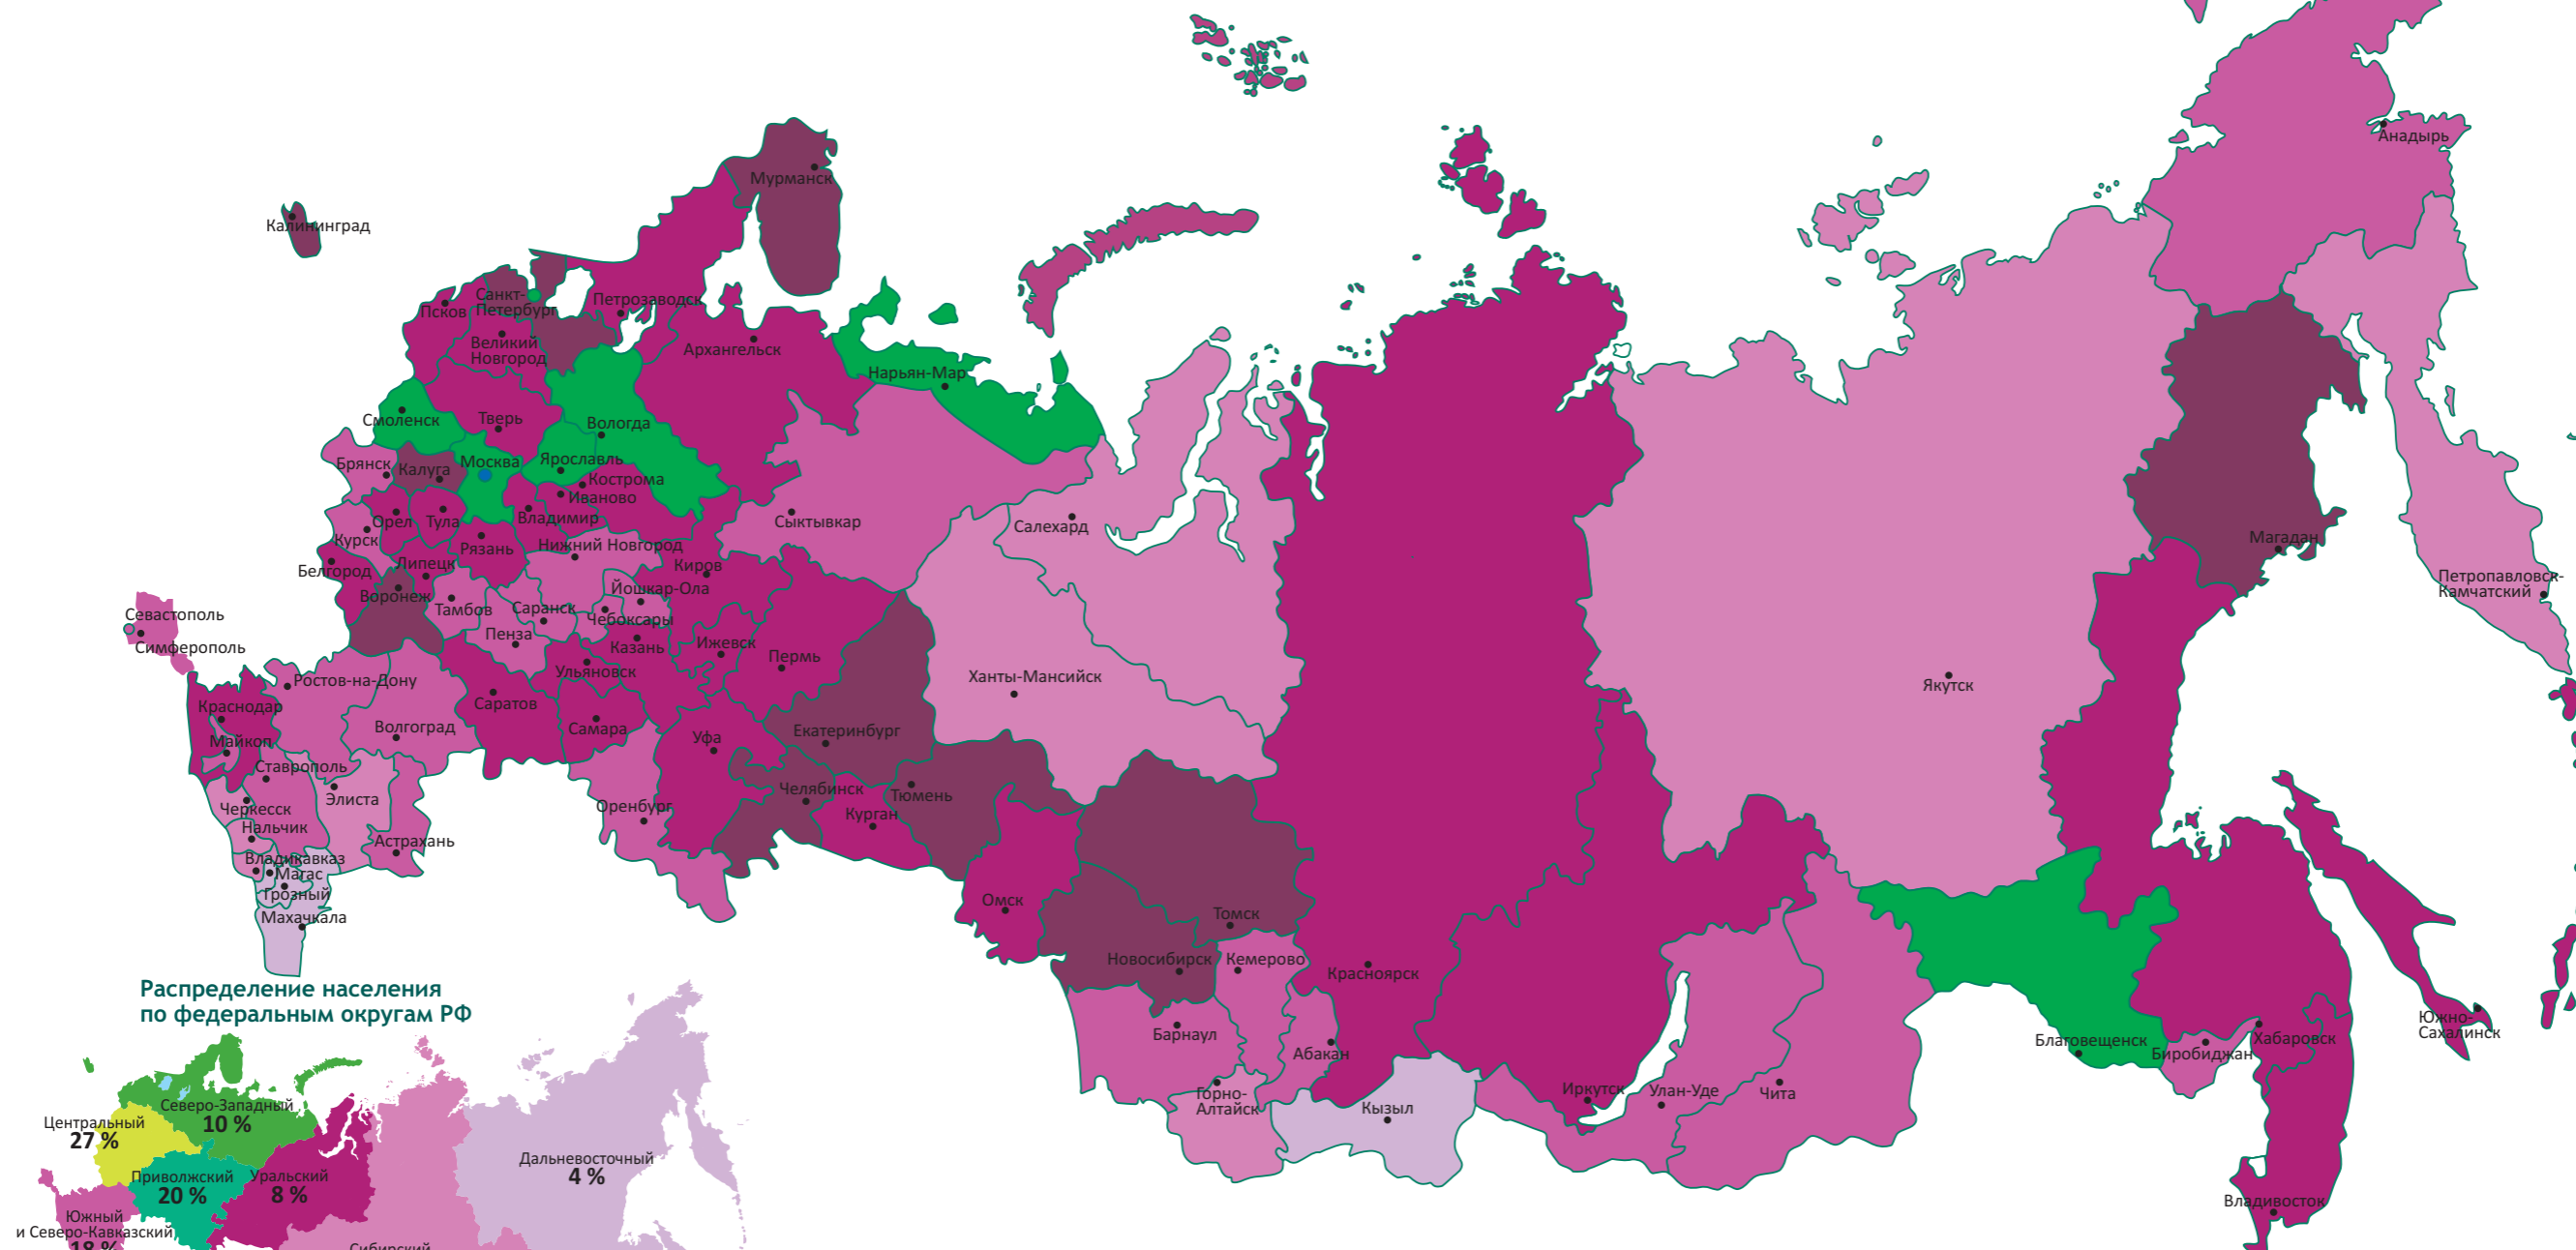 Анадырь
Мурманск
Калининград
Санкт-
Петербург
Петрозаводск
Псков
Великий
Новгород
Архангельск
Нарьян-Мар
Смоленск
Тверь
Вологда
Брянск
Калуга
Москва
Ярославль
Кострома
Иваново
Орел
Тула
Владимир
Сыктывкар
Салехард
Курск
Рязань
Нижний Новгород
Магадан
Белгород
Липецк
Киров
Йошкар-Ола
Петропавловск-
Камчатский
Воронеж
Тамбов
Саранск
Чебоксары
Севастополь
Симферополь
Пенза
Казань
Ижевск
Пермь
Ульяновск
Ханты-Мансийск
Якутск
Ростов-на-Дону
Саратов
Краснодар
Волгоград
Самара
Уфа
Екатеринбург
Майкоп
Ставрополь
Элиста
Челябинск
Тюмень
Черкесск
Оренбург
Курган
Нальчик
Астрахань
Владикавказ
Магас
Грозный
Махачкала
Омск
Томск
Новосибирск
Кемерово
Красноярск
Барнаул
Абакан
Горно-
Алтайск
Кызыл
Иркутск
Улан-Уде
Чита
Благовещенск
Биробиджан
Хабаровск
Южно-
Сахалинск
Владивосток
Распределение населения
по федеральным округам РФ
Северо-Западный
10 %
Центральный
27 %
Приволжский
20 %
Уральский
8 %
Дальневосточный
4 %
Южный
и Северо-Кавказский
18 %
Сибирский